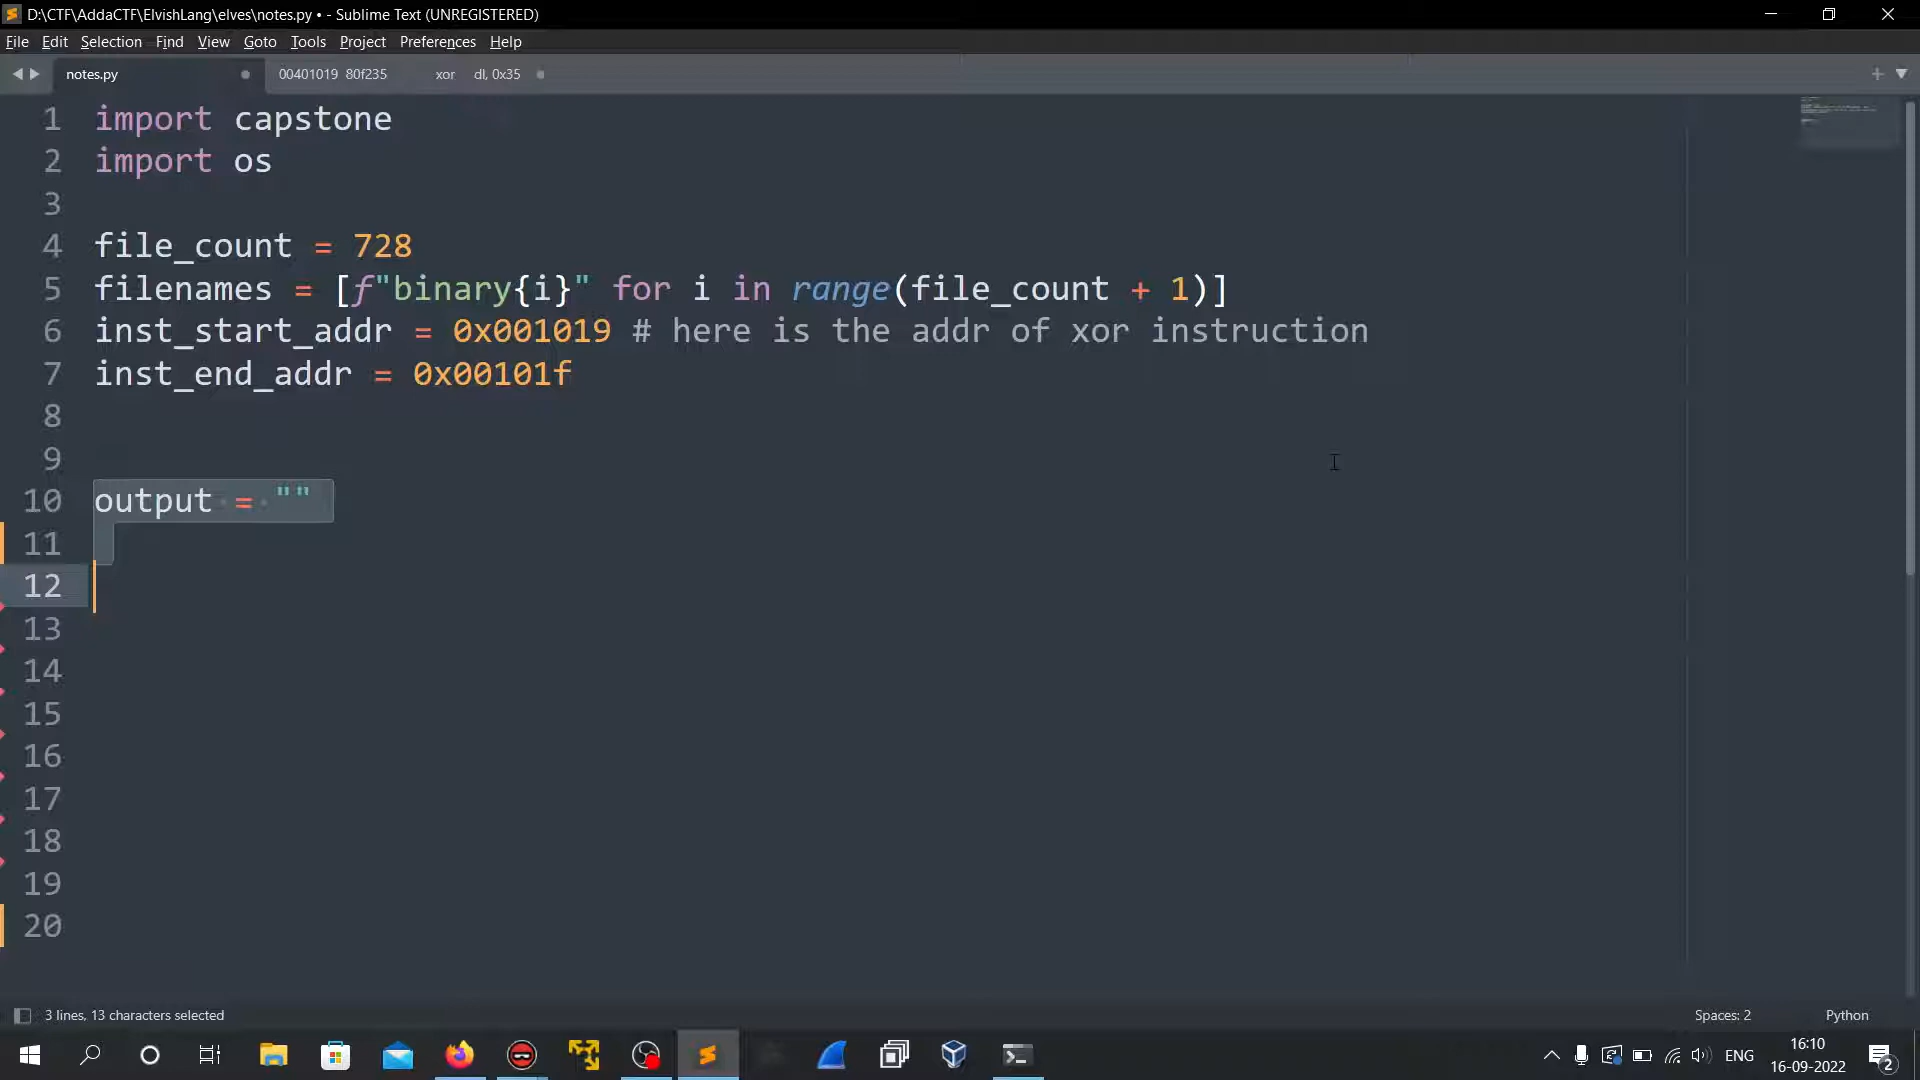 D:\CTF\AddaCTF\ElvishLang\elves\notes.py • - Sublime Text (UNREGISTERED)
File Edit Selection Find View Goto Tools Project Preferences Help
notes.py 00401019 80f235 xor dl, 0x35
1 import capstone
2 import os
3
4 file_count = 728
5 filenames = [f"binary{i}" for i in range(file_count + 1)]
6 inst_start_addr = 0x001019 # here is the addr of xor instruction
7 inst_end_addr = 0x00101f
8
9
10 output = ""
11
12
13
14
15
16
17
18
19
20
3 lines, 13 characters selected Spaces: 2 Python
ENG 16:10
16-09-2022 2